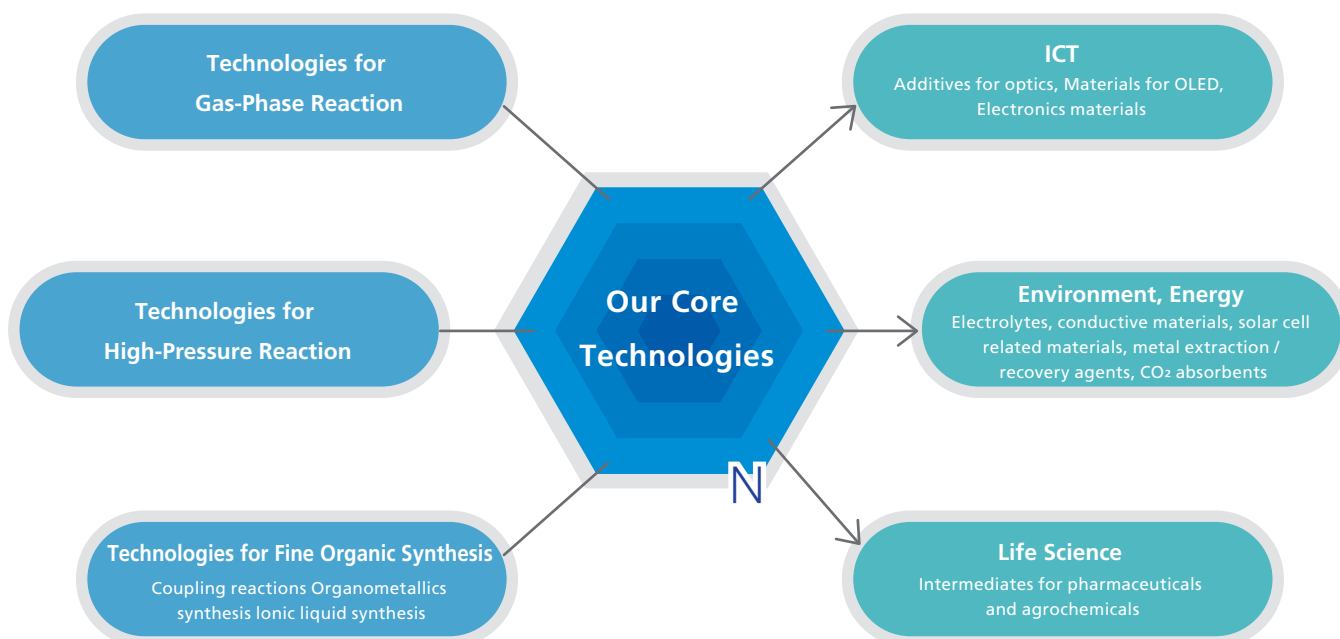 Technologies for
Gas-Phase Reaction
Technologies for
High-Pressure Reaction
Technologies for Fine Organic Synthesis
Coupling reactions Organometallics
synthesis Ionic liquid synthesis
Our Core
Technologies
N
ICT
Additives for optics, Materials for OLED,
Electronics materials
Environment, Energy
Electrolytes, conductive materials, solar cell
related materials, metal extraction /
recovery agents, CO₂ absorbents
Life Science
Intermediates for pharmaceuticals
and agrochemicals